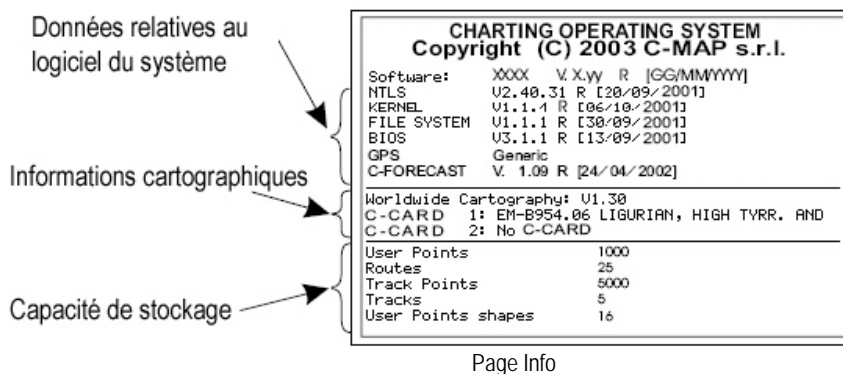 Données relatives au
logiciel du système
Informations cartographiques
Capacité de stockage
CHARTING OPERATING SYSTEM
Copyright (C) 2003 C-MAP s.r.l.
Software: XXXX V. X.yy R [GG/MM/YYYY]
NTLS V2.40.31 R [20/09/2001]
KERNEL V1.1.4 R [06/10/2001]
FILE SYSTEM V1.1.1 R [30/09/2001]
BIOS V3.1.1 R [13/09/2001]
GPS Generic
C-FORECAST V. 1.09 R [24/04/2002]
Worldwide Cartography: V1.30
C-CARD 1: EM-B954.06 LIGURIAN, HIGH TYRR. AND
C-CARD 2: No C-CARD
User Points 1000
Routes 25
Track Points 5000
Tracks 5
User Points shapes 16
Page Info